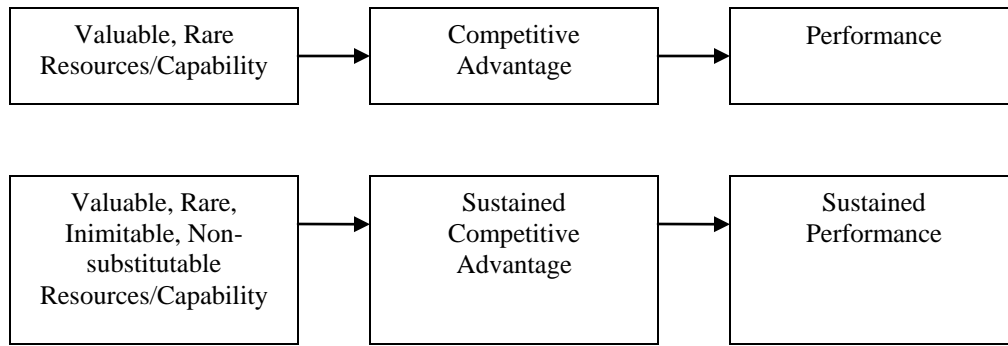 Valuable, Rare
Resources/Capability
Competitive
Advantage
Performance
Valuable, Rare,
Inimitable, Non-
substitutable
Resources/Capability
Sustained
Competitive
Advantage
Sustained
Performance